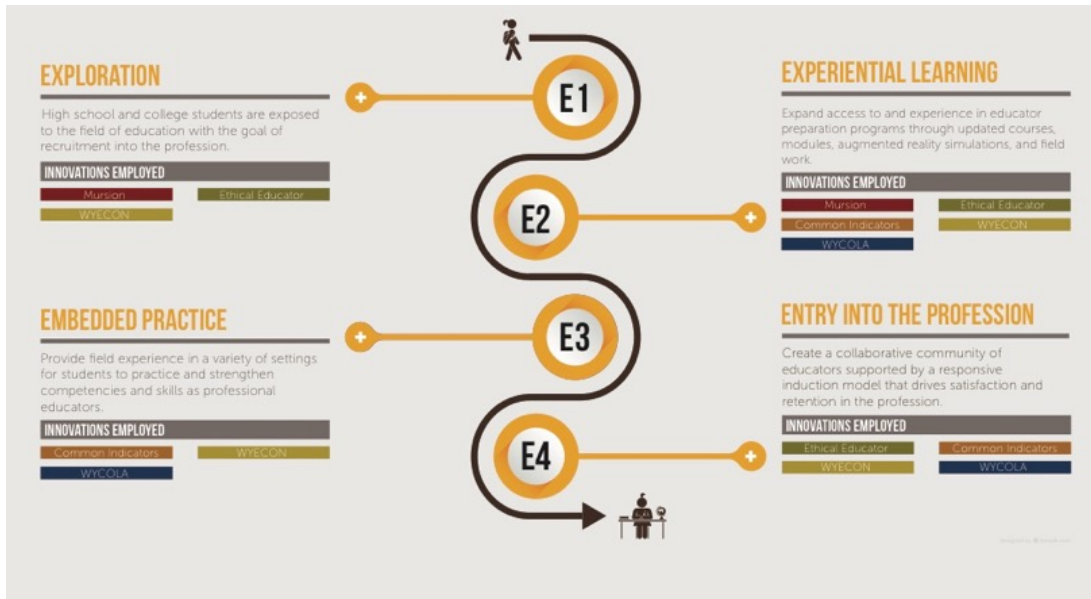 EXPLORATION
High school and college students are exposed
to the field of education with the goal of
recruitment into the profession.
INNOVATIONS EMPLOYED
Mursion
Ethical Educator
WYECON
E1
EXPERIENTIAL LEARNING
Expand access to and experience in educator
preparation programs through updated courses,
modules, augmented reality simulations, and field
work.
INNOVATIONS EMPLOYED
Mursion
Ethical Educator
Common Indicators
WYECON
WYCOLA
E2
EMBEDDED PRACTICE
Provide field experience in a variety of settings
for students to practice and strengthen
competencies and skills as professional
educators.
INNOVATIONS EMPLOYED
Common Indicators
WYECON
WYCOLA
E3
ENTRY INTO THE PROFESSION
Create a collaborative community of
educators supported by a responsive
induction model that drives satisfaction and
retention in the profession.
INNOVATIONS EMPLOYED
Ethical Educator
Common Indicators
WYECON
WYCOLA
E4